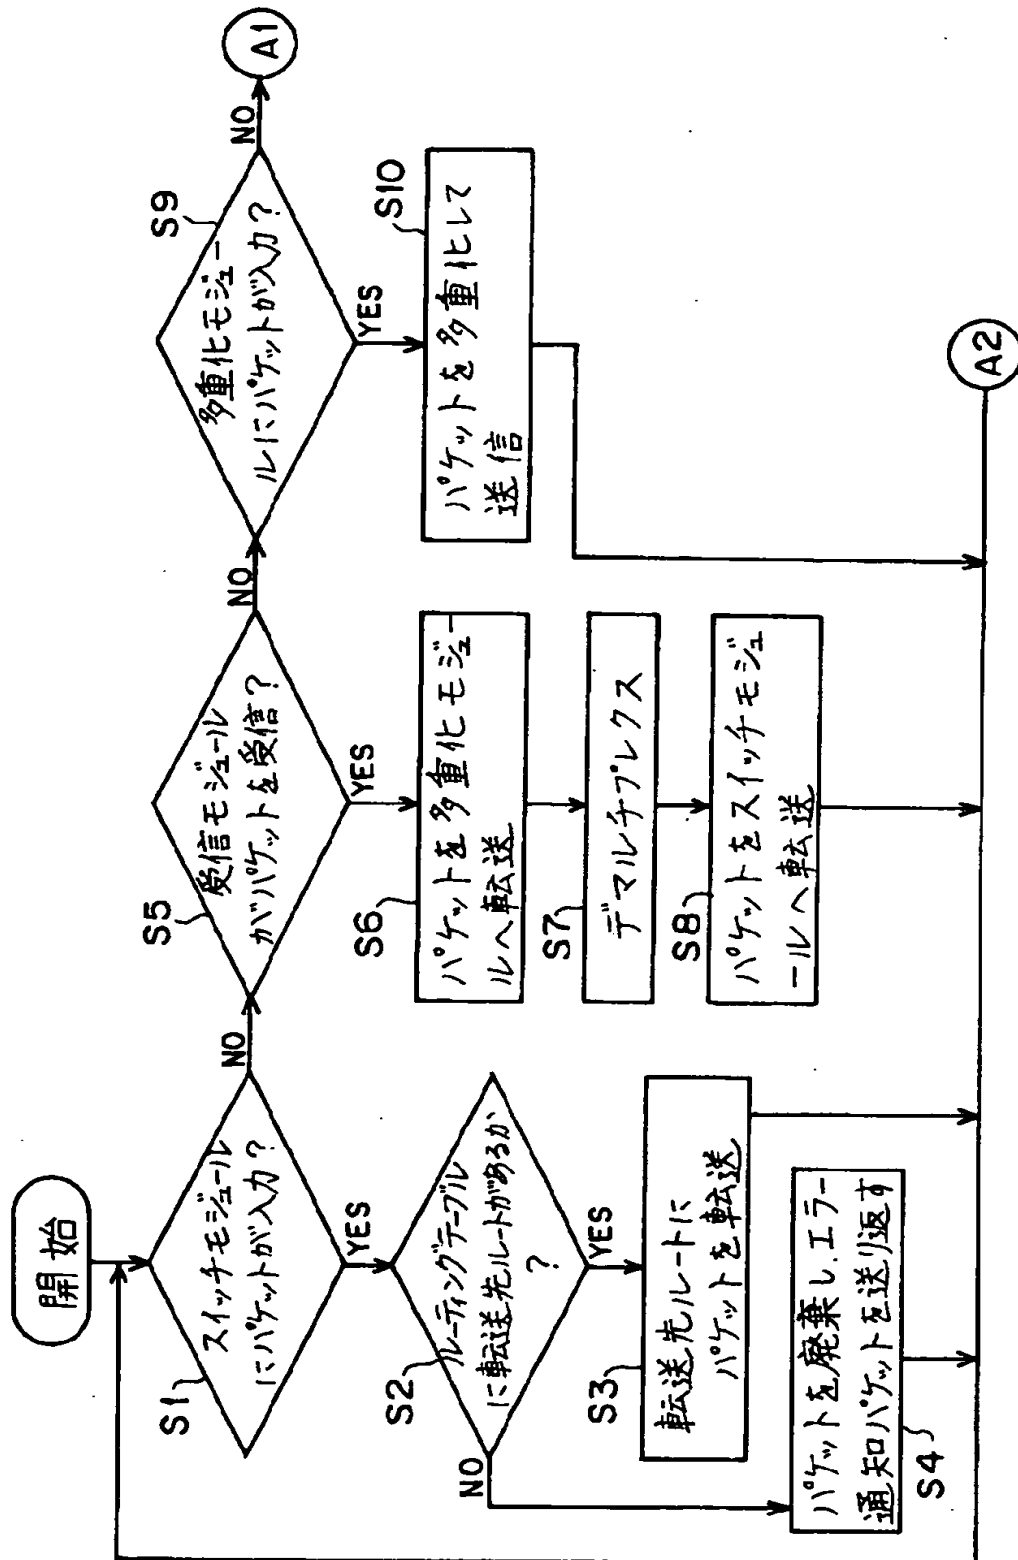 開始
S1
スイッチモジュール
にパケットが入力?
NO
YES
S2
ルーティングテーブル
に転送先ルートがあるか
?
NO
YES
S3
転送先ルートに
パケットを転送
S4
パケットを廃棄し、エラー
通知パケットを送り返す
S5
受信モジュール
がパケットを受信?
NO
YES
S6
パケットを多重化モジュー
ルへ転送
S7
デマルチプレクス
S8
パケットをスイッチモジュ
ールへ転送
S9
多重化モジュー
ルにパケットが入力?
NO
YES
S10
パケットを多重化して
送信
A1
A2